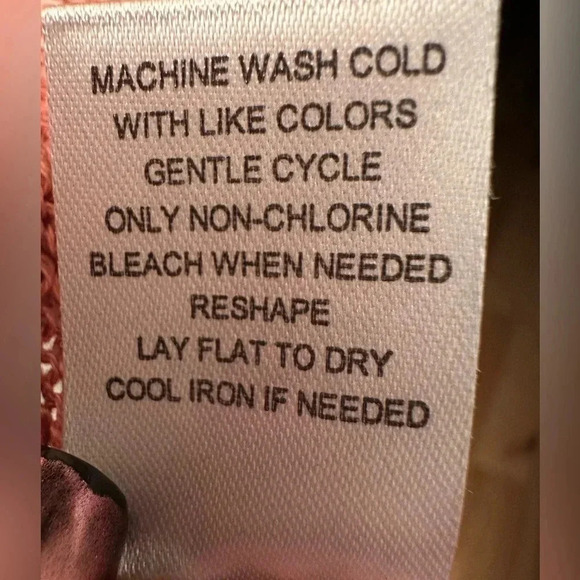 MACHINE WASH COLD
WITH LIKE COLORS
GENTLE CYCLE
ONLY NON-CHLORINE
BLEACH WHEN NEEDED
RESHAPE
LAY FLAT TO DRY
COOL IRON IF NEEDED